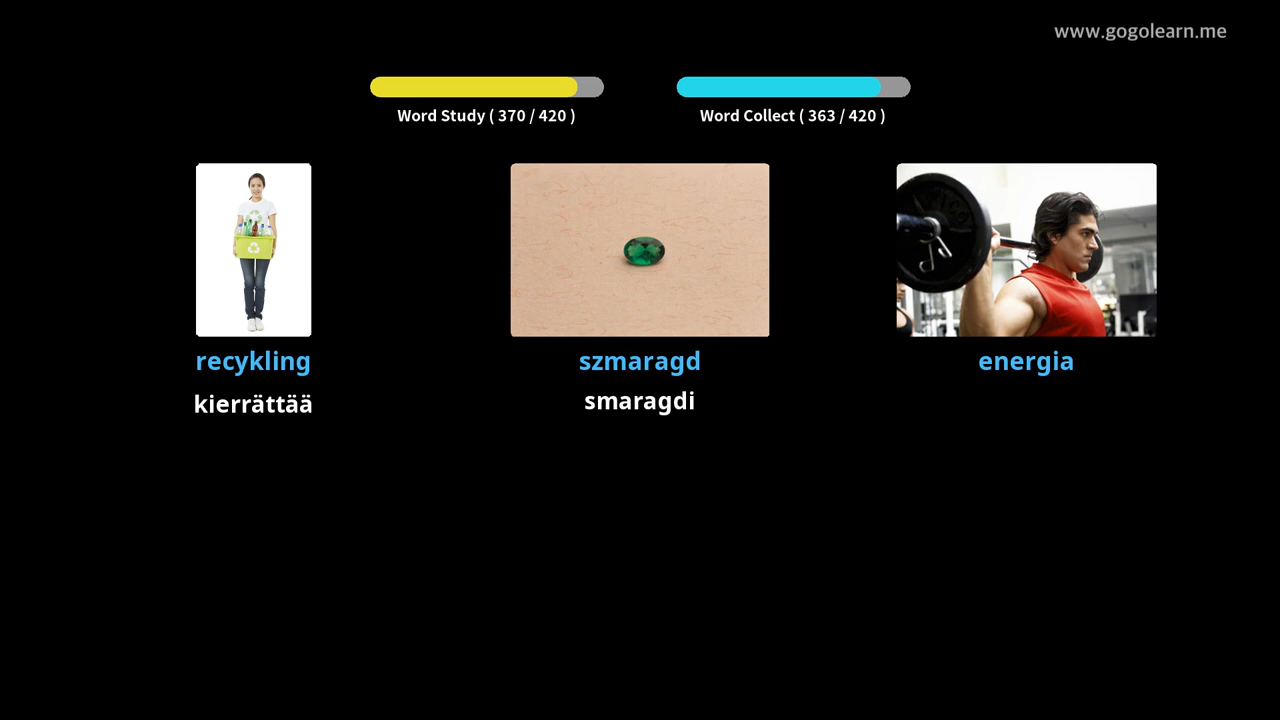 www.gogolearn.me
Word Study ( 370 / 420 )
Word Collect ( 363 / 420 )
recykling
szmaragd
energia
kierrättää
smaragdi